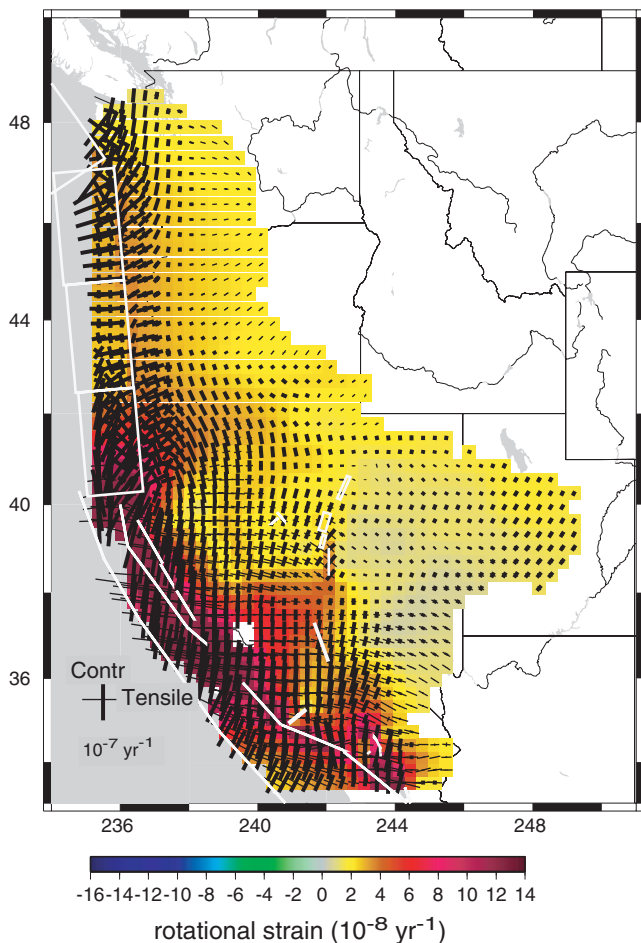 48
44
40
36
Contr
Tensile
10⁻⁷ yr⁻¹
236 240 244 248
-16 -14 -12 -10 -8 -6 -4 -2 0 2 4 6 8 10 12 14
rotational strain (10⁻⁸ yr⁻¹)